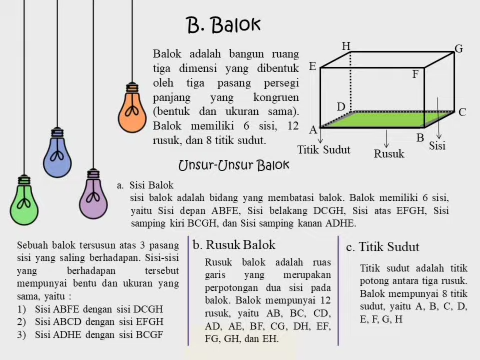 B. Balok
Balok adalah bangun ruang
tiga dimensi yang dibentuk
oleh tiga pasang persegi
panjang yang kongruen
(bentuk dan ukuran sama).
Balok memiliki 6 sisi, 12
rusuk, dan 8 titik sudut.
H
G
E
F
D
C
A
B
Titik Sudut
Rusuk
Sisi
Unsur-Unsur Balok
a. Sisi Balok
sisi balok adalah bidang yang membatasi balok. Balok memiliki 6 sisi,
yaitu Sisi depan ABFE, Sisi belakang DCGH, Sisi atas EFGH, Sisi
samping kiri BCGH, dan Sisi samping kanan ADHE.
Sebuah balok tersusun atas 3 pasang
sisi yang saling berhadapan. Sisi-sisi
yang berhadapan tersebut
mempunyai bentu dan ukuran yang
sama, yaitu :
1) Sisi ABFE dengan sisi DCGH
2) Sisi ABCD dengan sisi EFGH
3) Sisi ADHE dengan sisi BCGF
b. Rusuk Balok
Rusuk balok adalah ruas
garis yang merupakan
perpotongan dua sisi pada
balok. Balok mempunyai 12
rusuk, yaitu AB, BC, CD,
AD, AE, BF, CG, DH, EF,
FG, GH, dan EH.
c. Titik Sudut
Titik sudut adalah titik
potong antara tiga rusuk.
Balok mempunyai 8 titik
sudut, yaitu A, B, C, D,
E, F, G, H